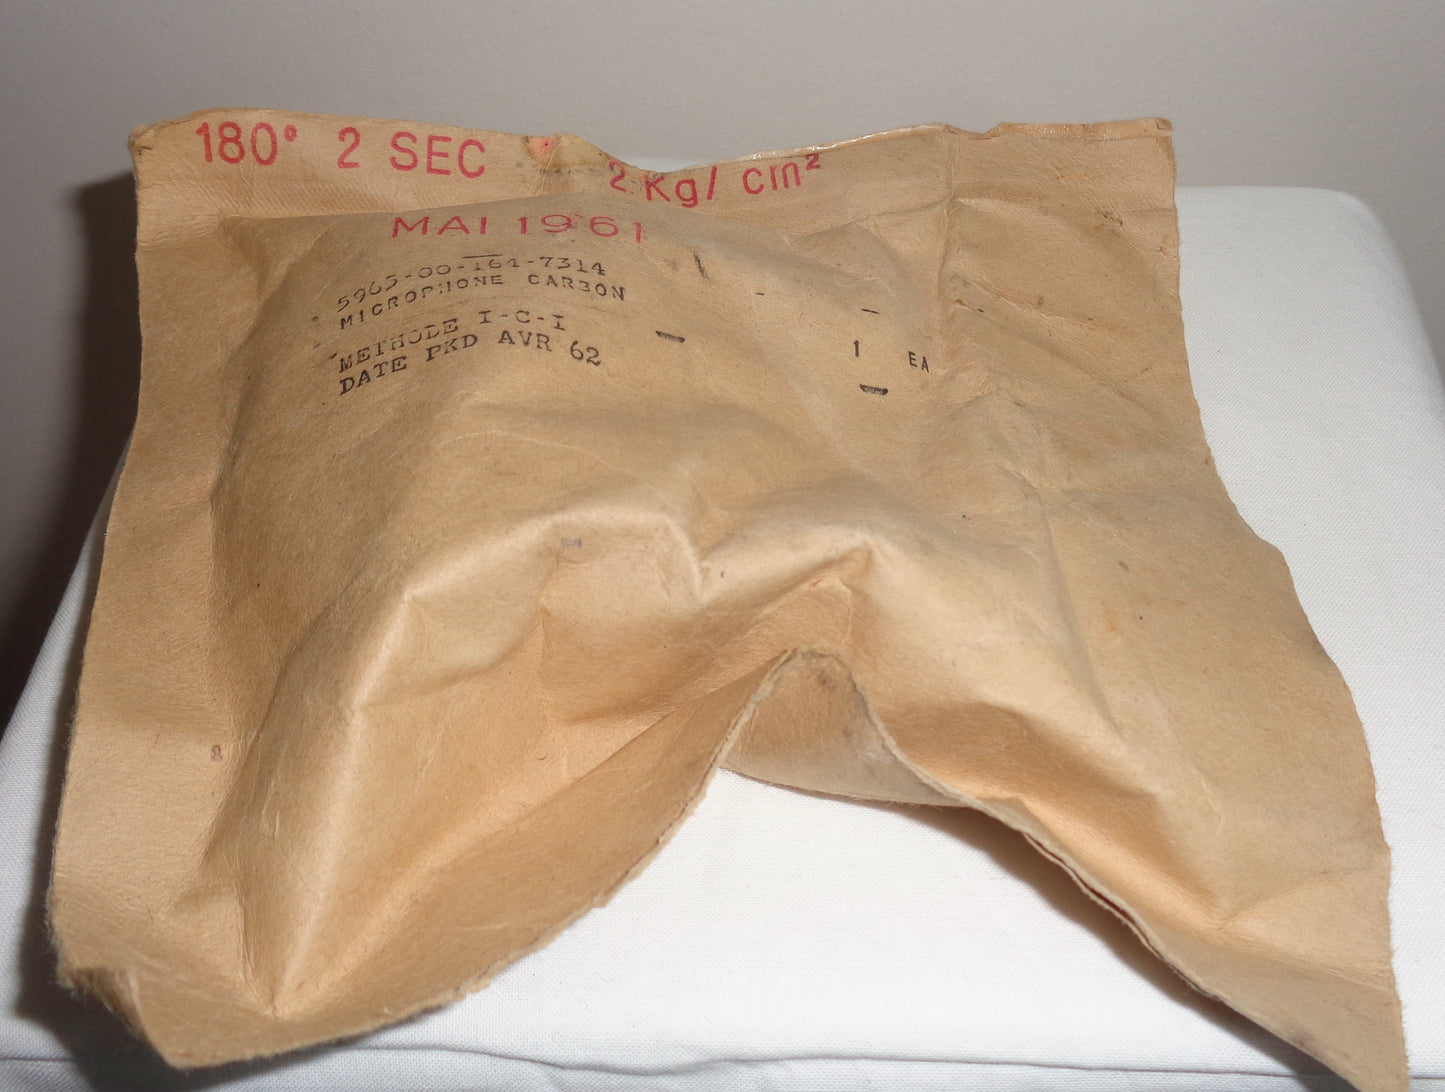 180° 2 SEC 2 Kg/ cm²
MAI 1961
5965-00-164-7314
MICROPHONE CARBON
METHODE I-C-I 1 EA
DATE PKD AVR 62